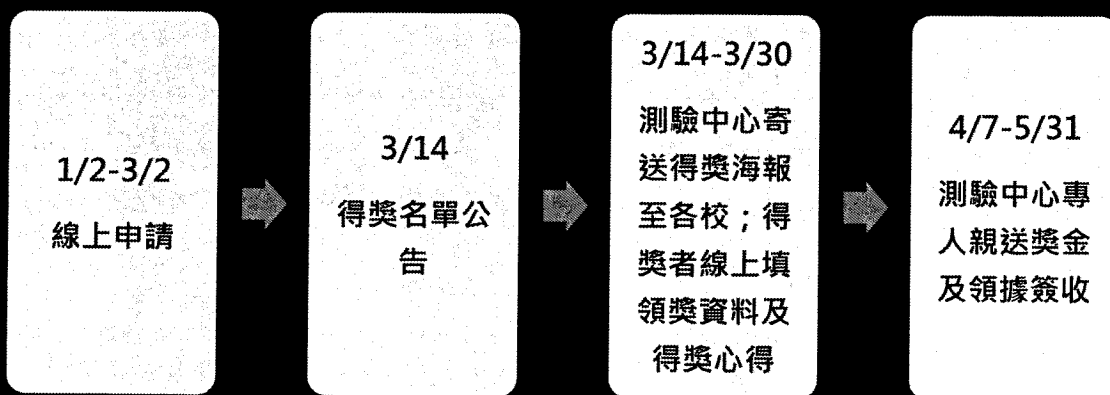 1/2-3/2
線上申請
3/14
得獎名單公
告
3/14-3/30
測驗中心寄
送得獎海報
至各校；得
獎者線上填
領獎資料及
得獎心得
4/7-5/31
測驗中心專
人親送獎金
及領據簽收